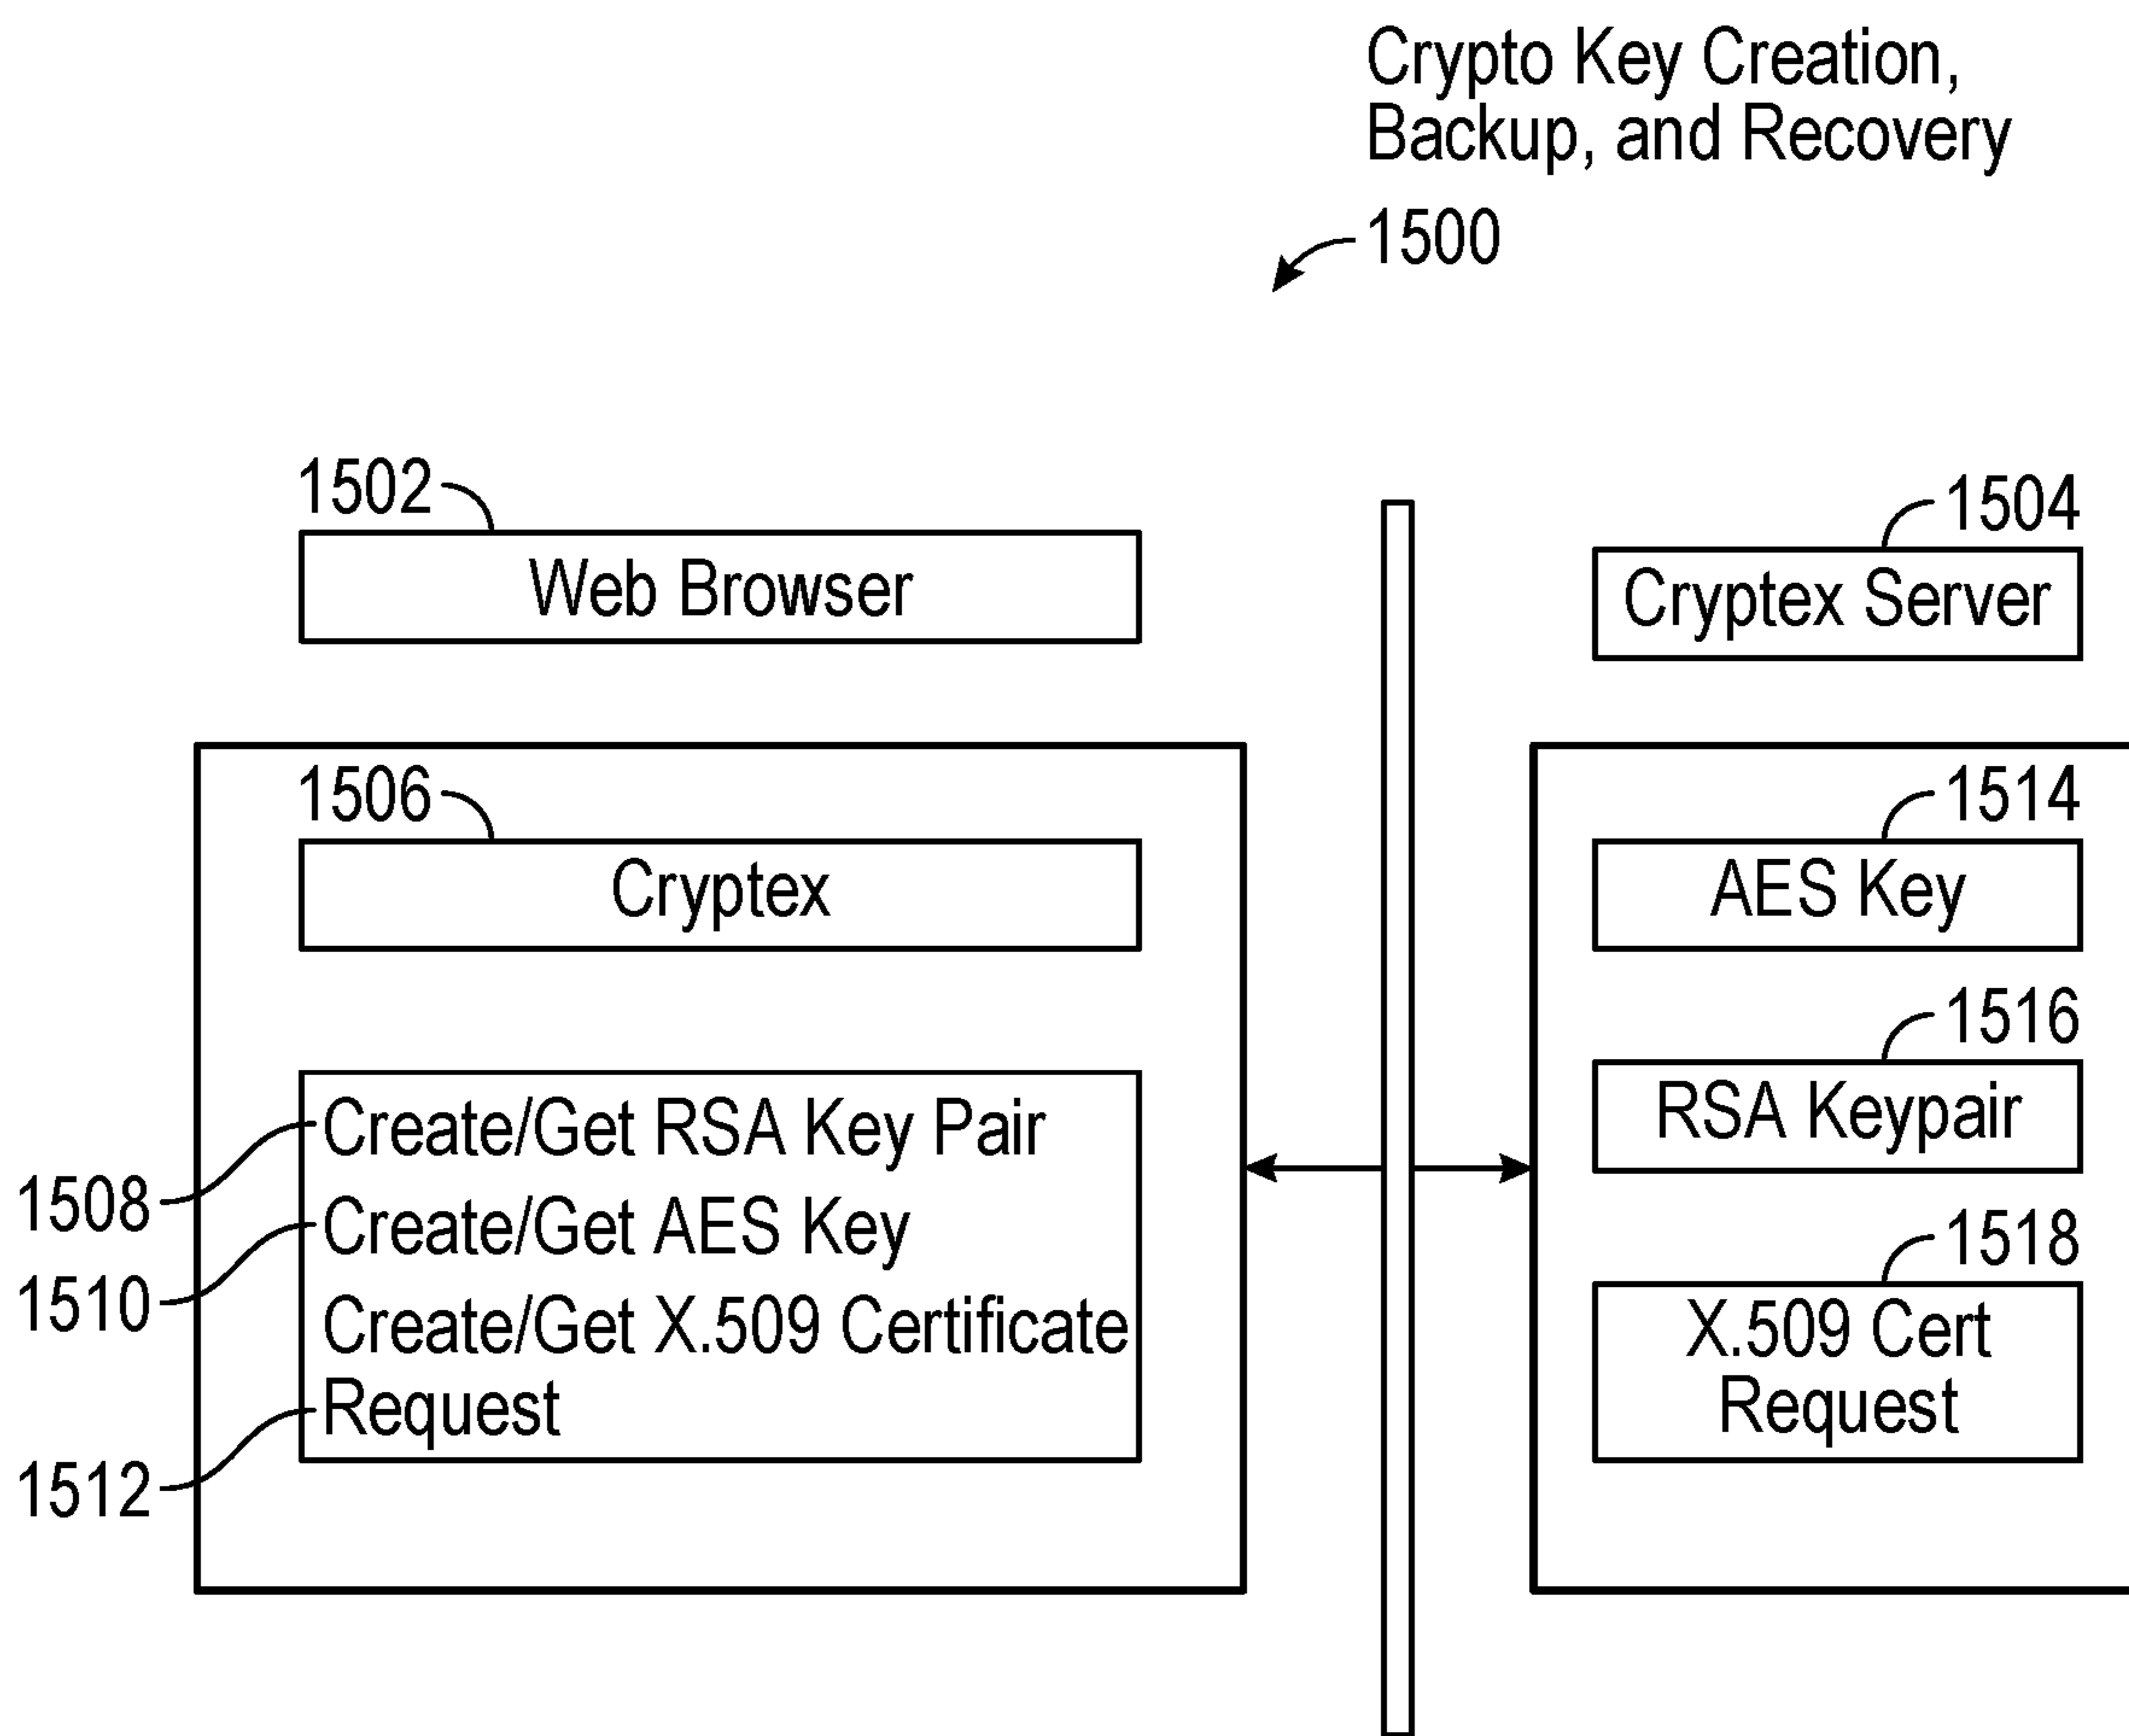 Crypto Key Creation,
Backup, and Recovery
1500
1502
Web Browser
1504
Cryptex Server
1506
Cryptex
1508
Create/Get RSA Key Pair
1510
Create/Get AES Key
1512
Create/Get X.509 Certificate
Request
1514
AES Key
1516
RSA Keypair
1518
X.509 Cert
Request